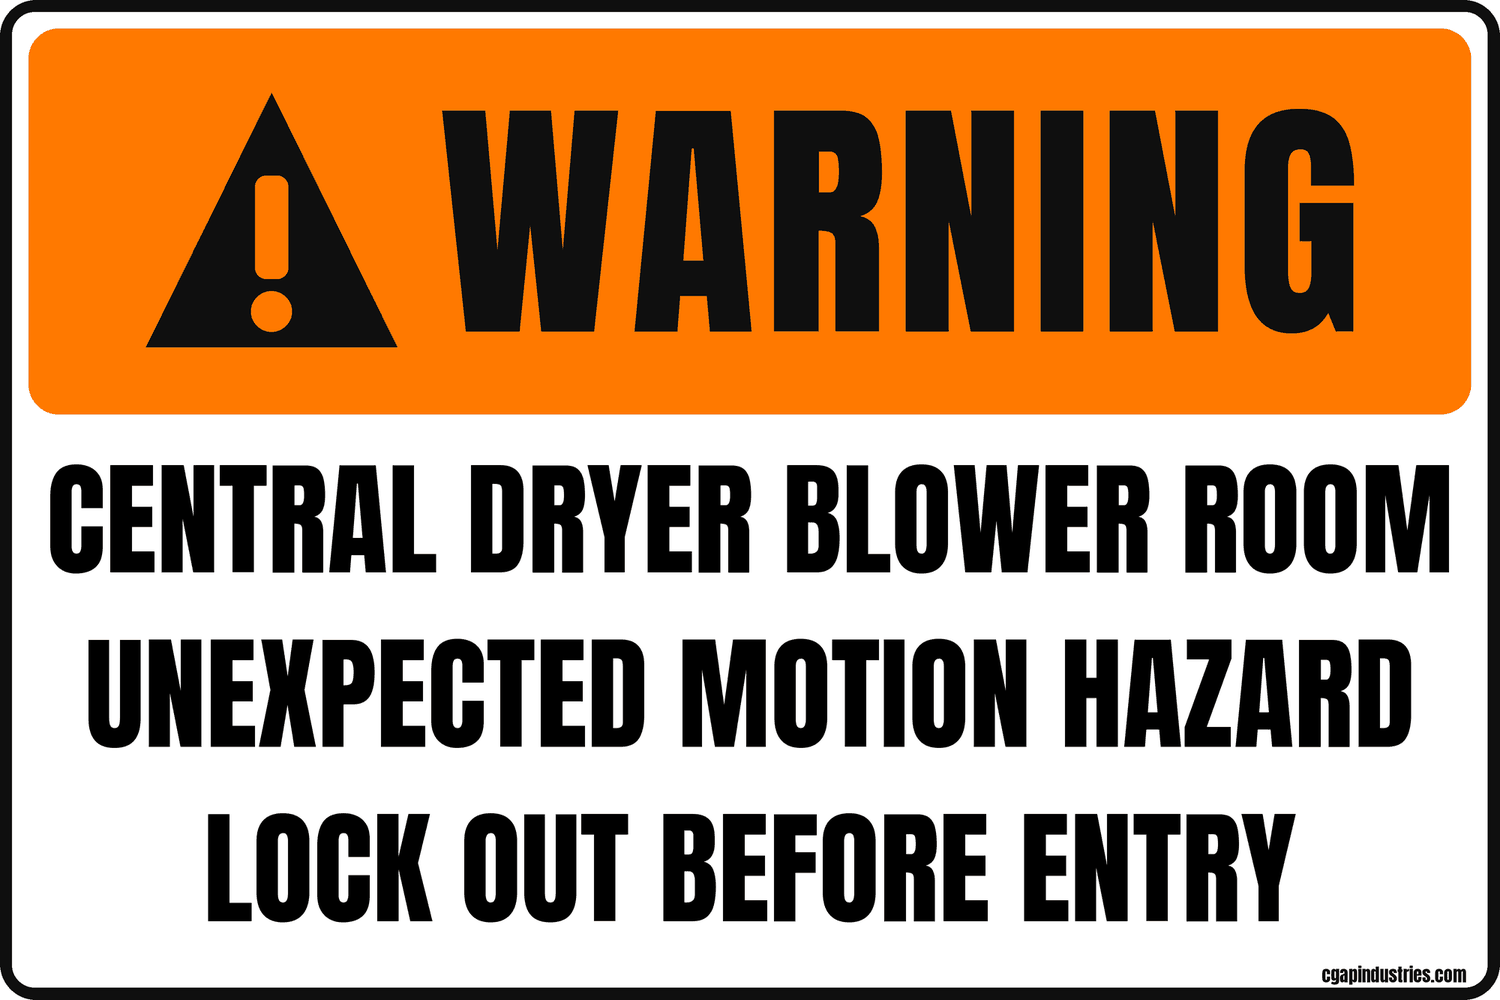 WARNING
CENTRAL DRYER BLOWER ROOM
UNEXPECTED MOTION HAZARD
LOCK OUT BEFORE ENTRY
cgapindustries.com